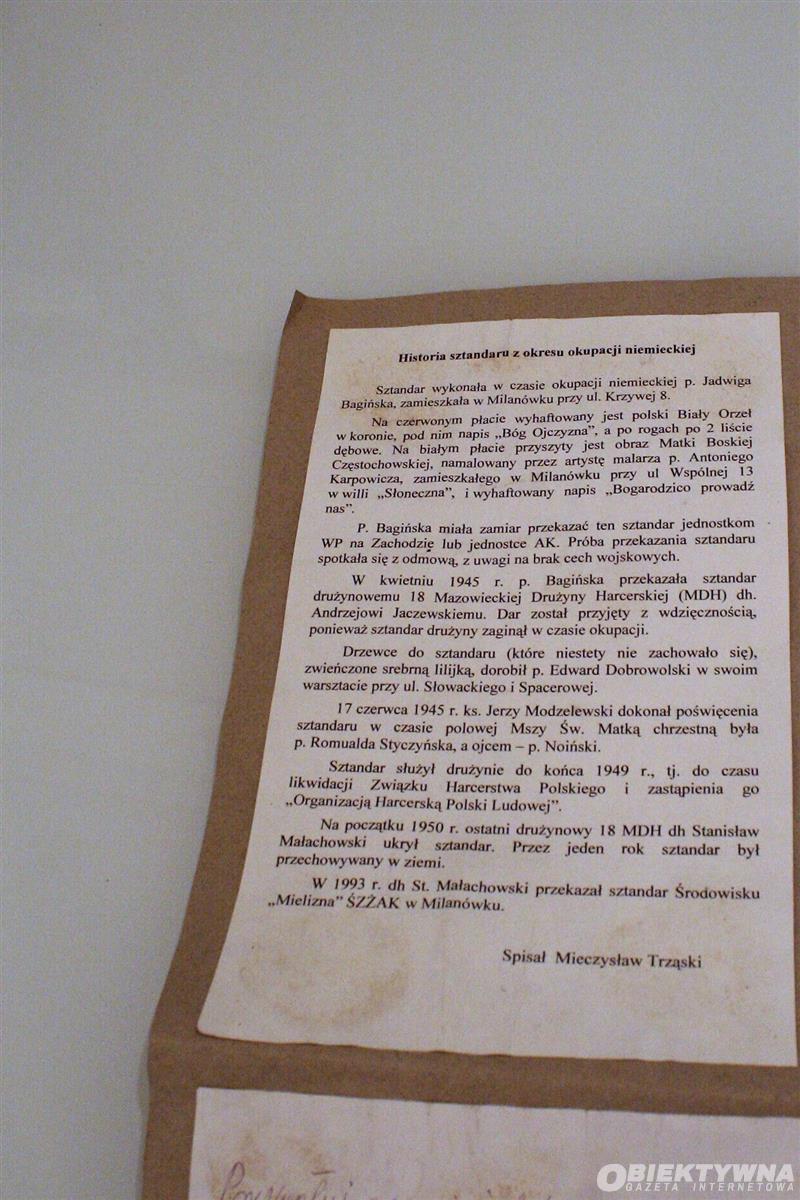 Historia sztandaru z okresu okupacji niemieckiej
Sztandar wykonała w czasie okupacji niemieckiej p. Jadwiga
Bagińska, zamieszkała w Milanówku przy ul. Krzywej 8.
Na czerwonym płacie wyhaftowany jest polski Biały Orzeł
w koronie, pod nim napis „Bóg Ojczyzna”, a po rogach po 2 liście
dębowe. Na białym płacie przyszyty jest obraz Matki Boskiej
Częstochowskiej, namalowany przez artystę malarza p. Antoniego
Karpowicza, zamieszkałego w Milanówku przy ul Wspólnej 13
w willi „Słoneczna”, i wyhaftowany napis „Bogarodzico prowadź
nas”.
P. Bagińska miała zamiar przekazać ten sztandar jednostkom
WP na Zachodzie lub jednostce AK. Próba przekazania sztandaru
spotkała się z odmową, z uwagi na brak cech wojskowych.
W kwietniu 1945 r. p. Bagińska przekazała sztandar
drużynowemu 18 Mazowieckiej Drużyny Harcerskiej (MDH) dh.
Andrzejowi Jaczewskiemu. Dar został przyjęty z wdzięcznością,
ponieważ sztandar drużyny zaginął w czasie okupacji.
Drzewce do sztandaru (które niestety nie zachowało się),
zwieńczone srebrną lilijką, dorobił p. Edward Dobrowolski w swoim
warsztacie przy ul. Słowackiego i Spacerowej.
17 czerwca 1945 r. ks. Jerzy Modzelewski dokonał poświęcenia
sztandaru w czasie polowej Mszy Św. Matką chrzestną była
p. Romualda Styczyńska, a ojcem – p. Noiński.
Sztandar służył drużynie do końca 1949 r., tj. do czasu
likwidacji Związku Harcerstwa Polskiego i zastąpienia go
„Organizacją Harcerską Polski Ludowej”.
Na początku 1950 r. ostatni drużynowy 18 MDH dh Stanisław
Małachowski ukrył sztandar. Przez jeden rok sztandar był
przechowywany w ziemi.
W 1993 r. dh St. Małachowski przekazał sztandar Środowisku
„Mielizna” ŚZŻAK w Milanówku.
Spisał Mieczysław Trząski
OBIEKTYWNA
GAZETA INTERNETOWA